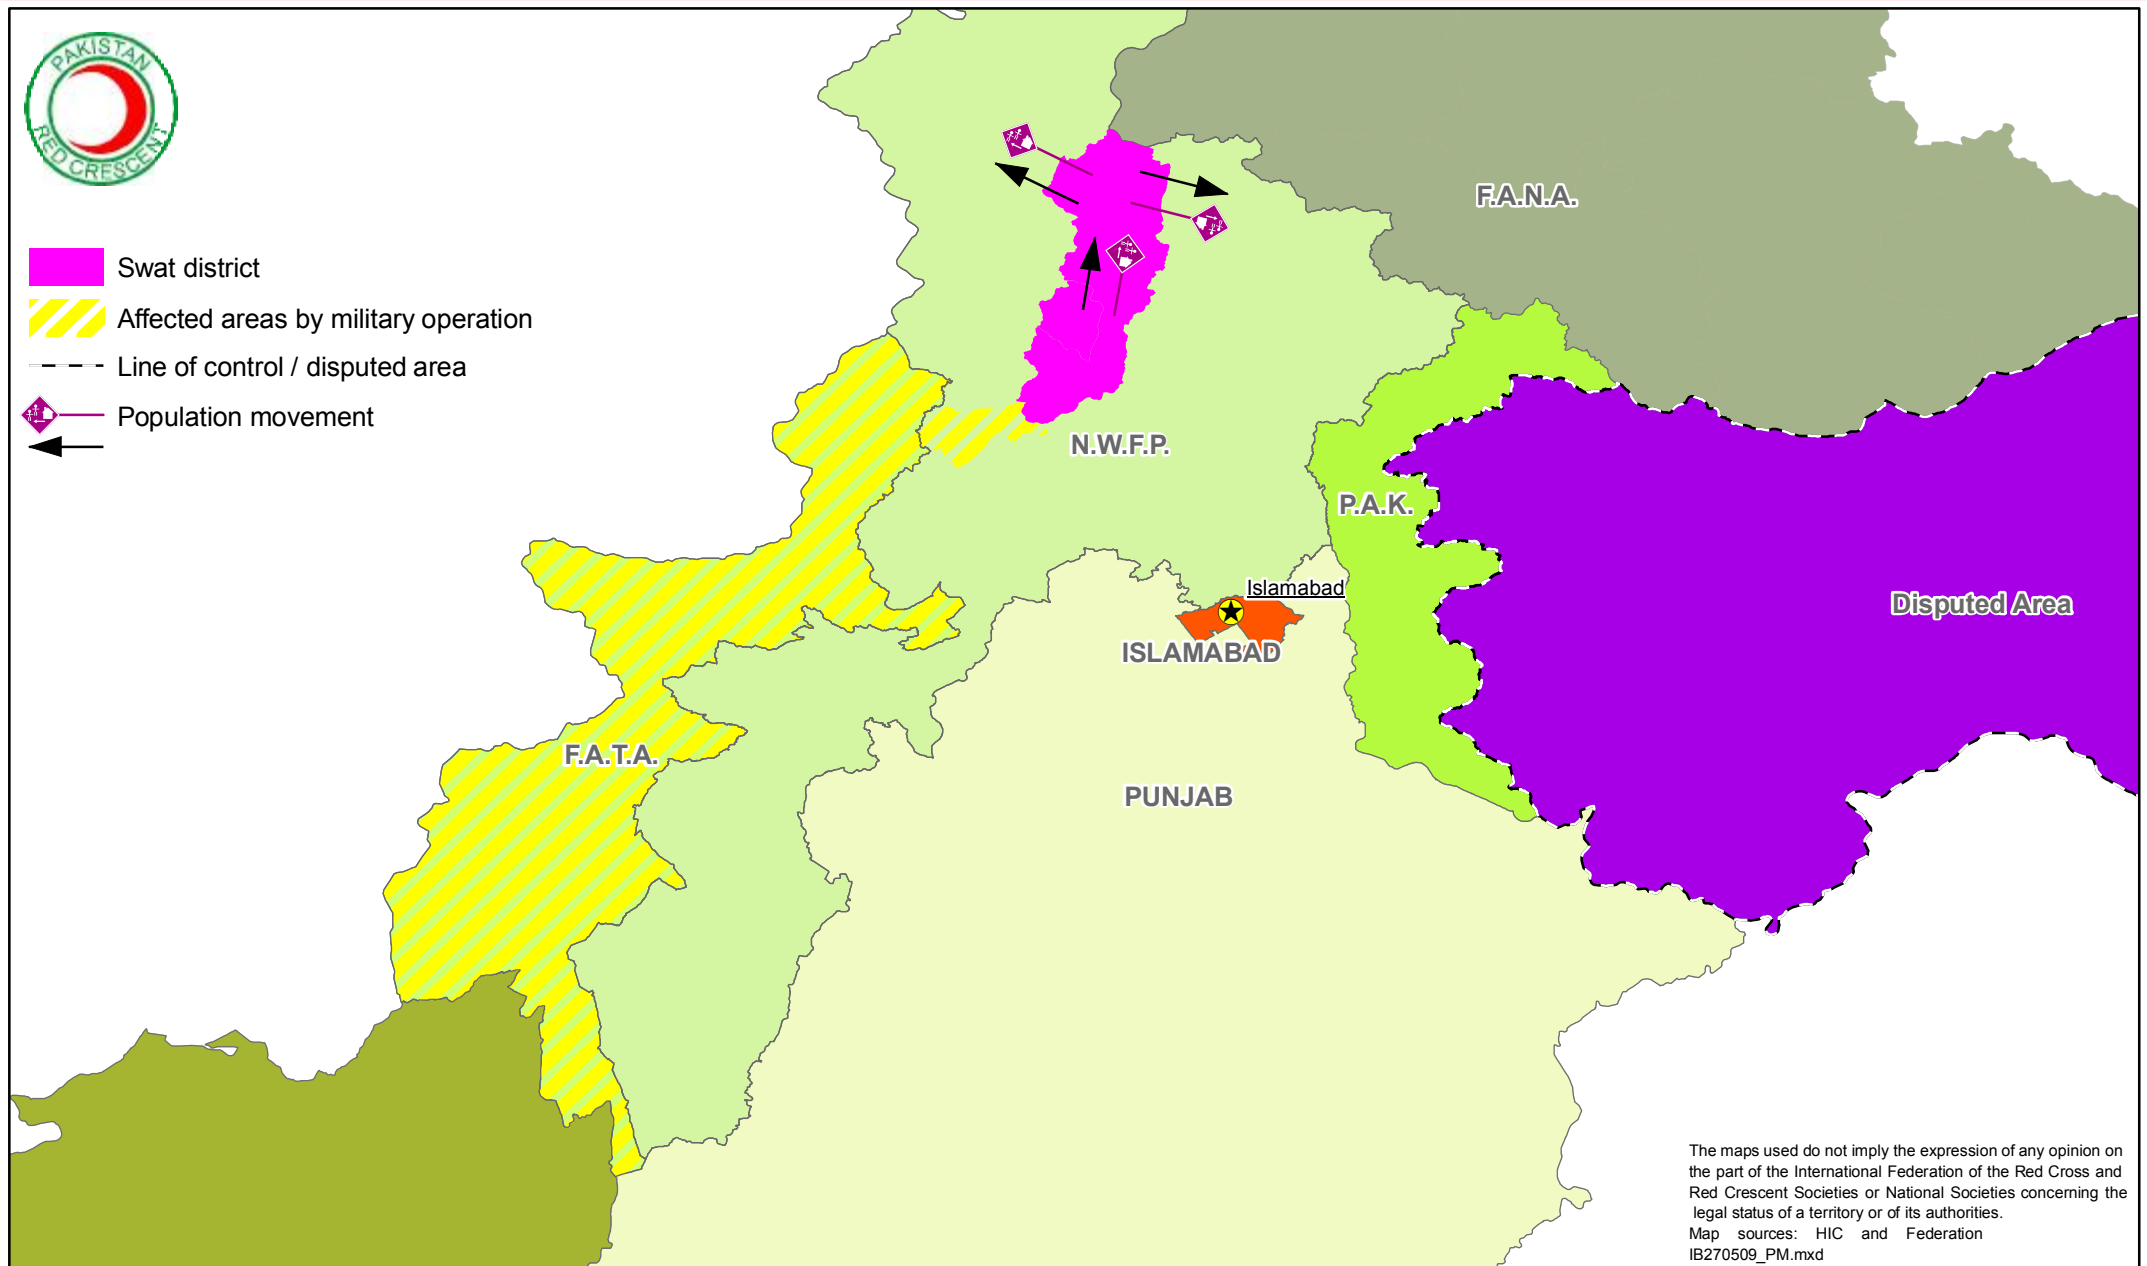 PAKISTAN
RED CRESCENT
Swat district
Affected areas by military operation
Line of control / disputed area
Population movement
F.A.N.A.
N.W.F.P.
P.A.K.
Islamabad
Disputed Area
ISLAMABAD
F.A.T.A.
PUNJAB
The maps used do not imply the expression of any opinion on
the part of the International Federation of the Red Cross and
Red Crescent Societies or National Societies concerning the
legal status of a territory or of its authorities.
Map sources: HIC and Federation
IB270509_PM.mxd